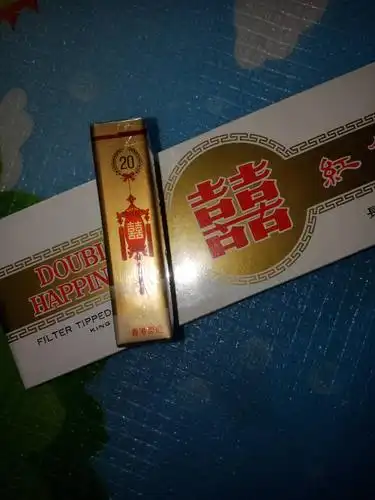 DOUBL
HAPPIN
FILTER TIPPED
KING
囍
紅
20
囍